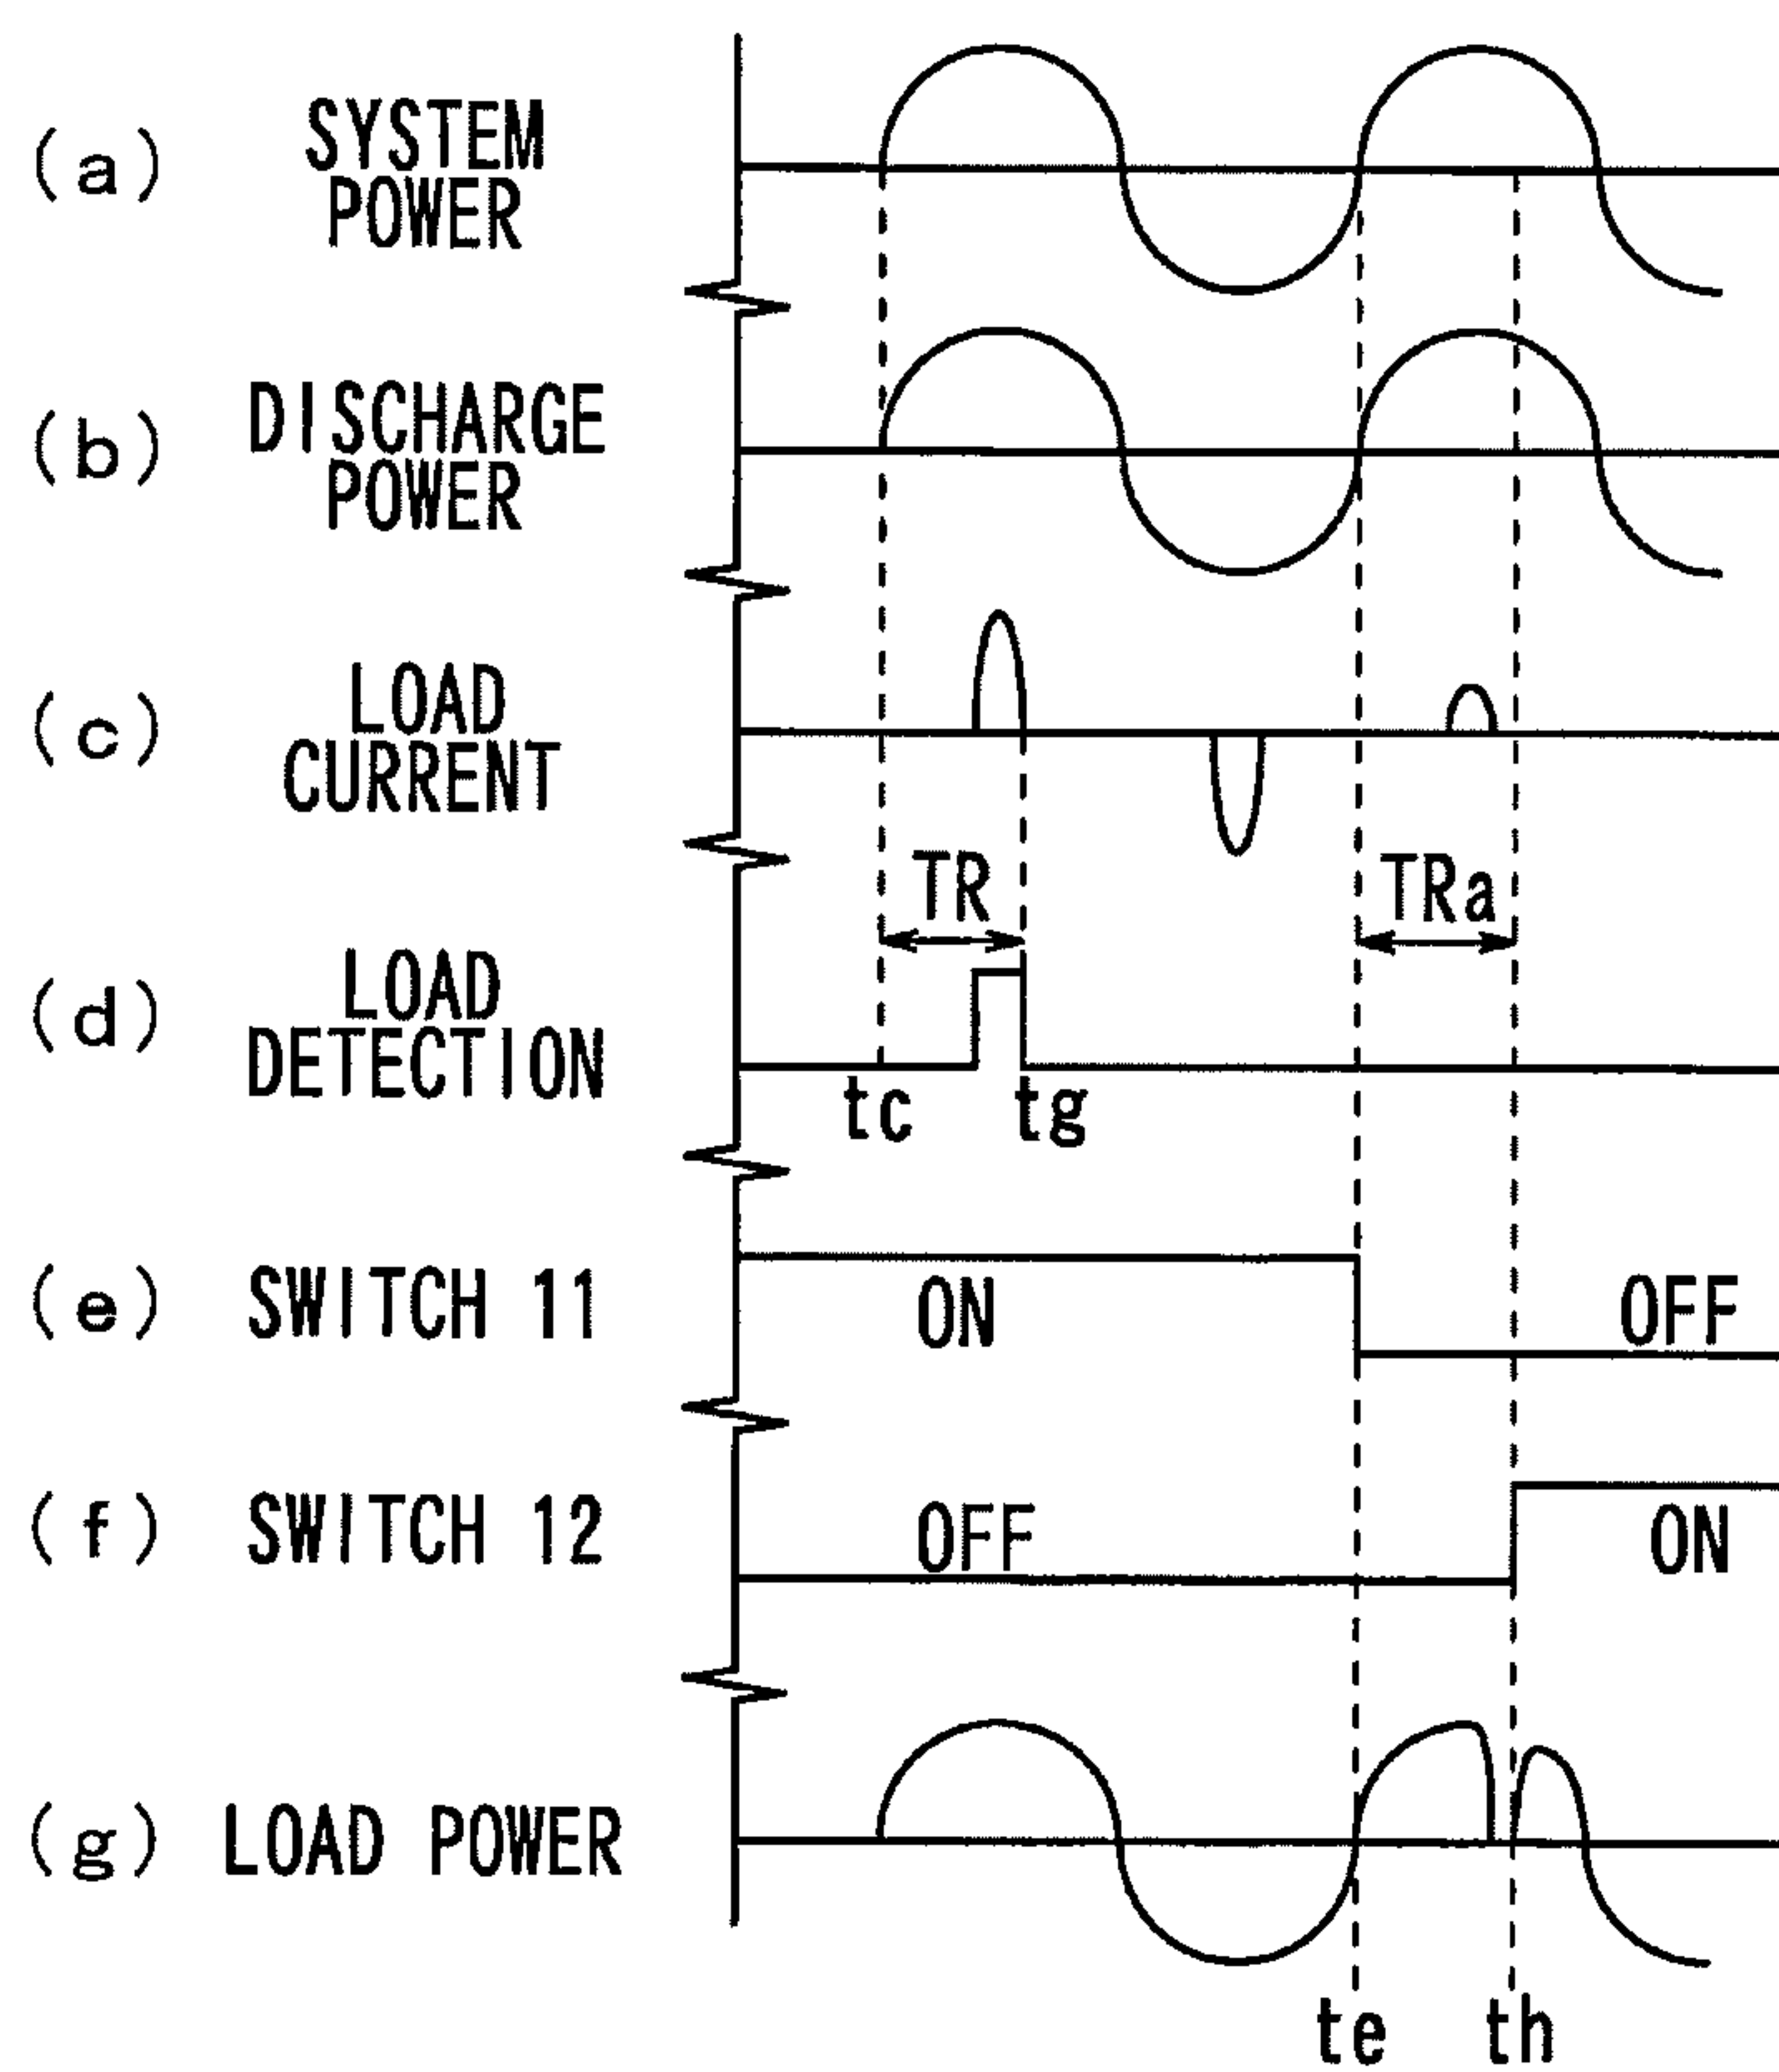 (a) SYSTEM
POWER
(b) DISCHARGE
POWER
(c) LOAD
CURRENT
TR
TRa
(d) LOAD
DETECTION
tc
tg
(e) SWITCH 11
ON
OFF
(f) SWITCH 12
OFF
ON
(g) LOAD POWER
te
th